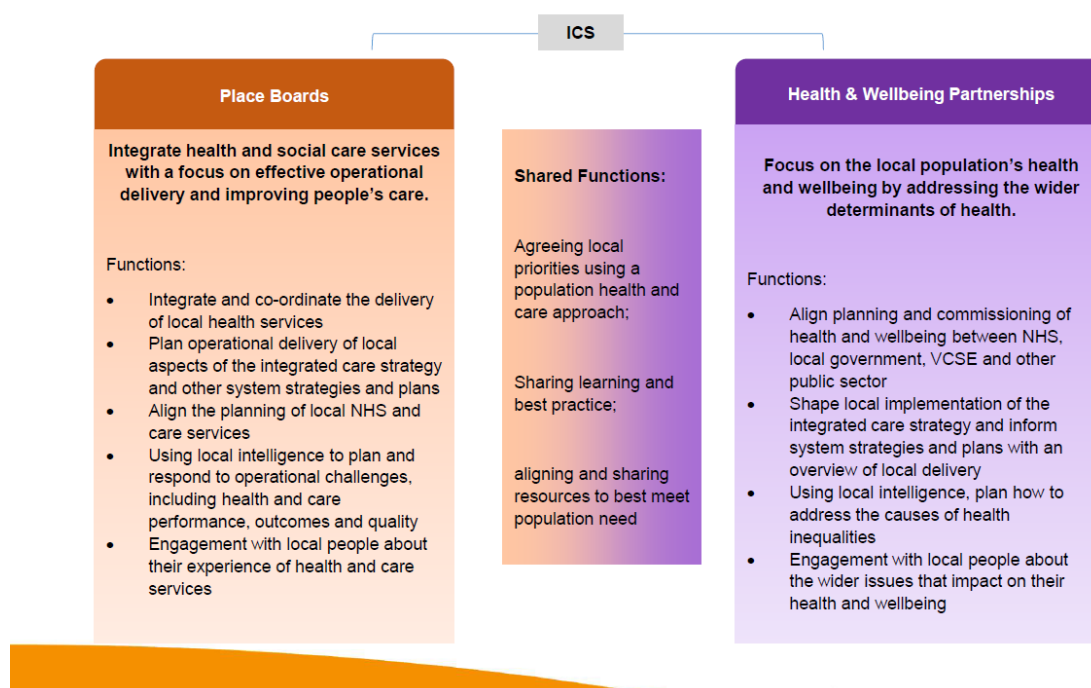 ICS
Place Boards
Integrate health and social care services
with a focus on effective operational
delivery and improving people's care.
Functions:
• Integrate and co-ordinate the delivery
of local health services
• Plan operational delivery of local
aspects of the integrated care strategy
and other system strategies and plans
• Align the planning of local NHS and
care services
• Using local intelligence to plan and
respond to operational challenges,
including health and care
performance, outcomes and quality
• Engagement with local people about
their experience of health and care
services
Shared Functions:
Agreeing local
priorities using a
population health and
care approach;
Sharing learning and
best practice;
aligning and sharing
resources to best meet
population need
Health & Wellbeing Partnerships
Focus on the local population's health
and wellbeing by addressing the wider
determinants of health.
Functions:
• Align planning and commissioning of
health and wellbeing between NHS,
local government, VCSE and other
public sector
• Shape local implementation of the
integrated care strategy and inform
system strategies and plans with an
overview of local delivery
• Using local intelligence, plan how to
address the causes of health
inequalities
• Engagement with local people about
the wider issues that impact on their
health and wellbeing